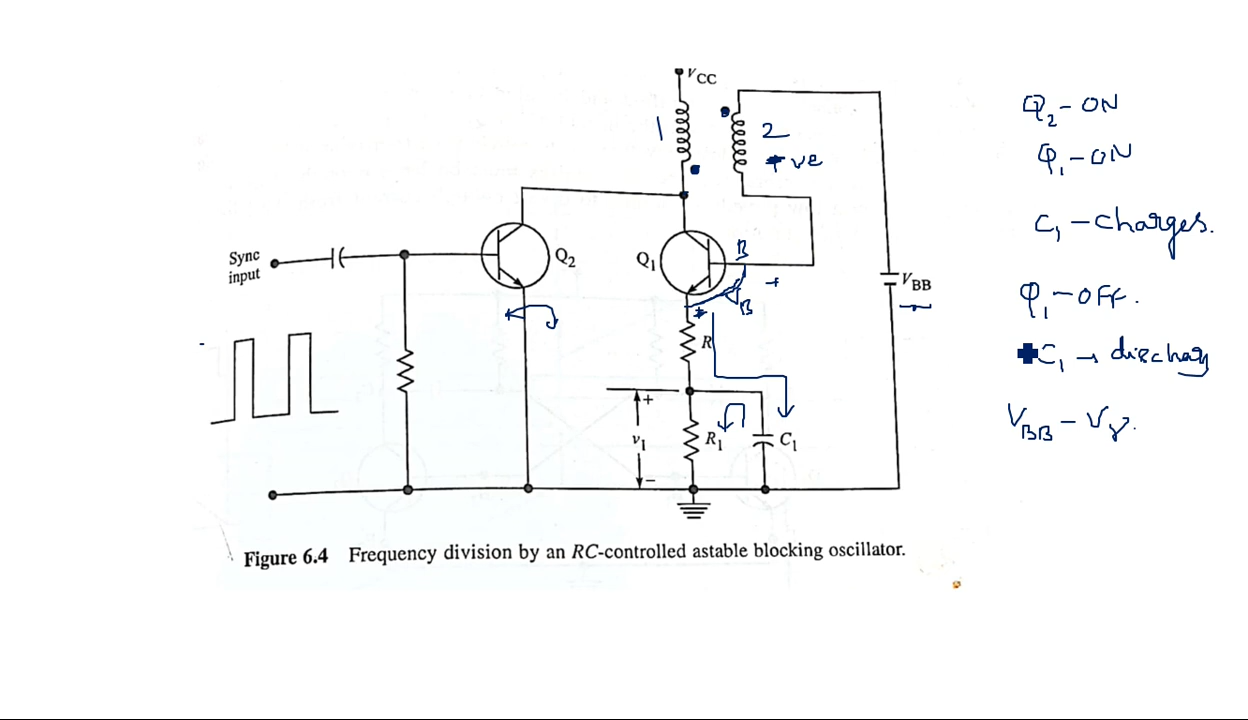 VCC
1
2
+ve
Sync
input
Q2
Q1
B
+
VBB
+
B
R
+
v1
R1
C1
−
Figure 6.4 Frequency division by an RC-controlled astable blocking oscillator.
Q2 - ON
Q1 - ON
C1 - charges.
Q1 - OFF.
C1 → dischag
VBB - Vγ.